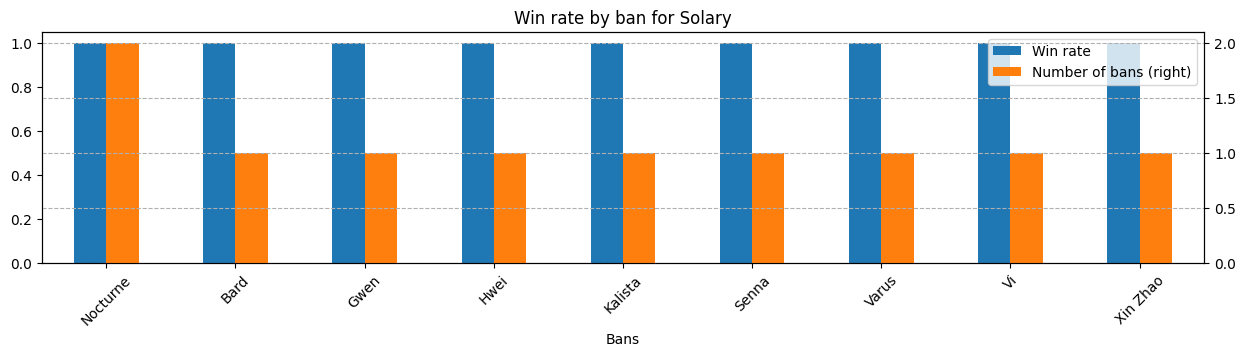 Win rate by ban for Solary
1.0
0.8
0.6
0.4
0.2
0.0
2.0
1.5
1.0
0.5
0.0
Win rate
Number of bans (right)
Nocturne
Bard
Gwen
Hwei
Kalista
Senna
Varus
Vi
Xin Zhao
Bans